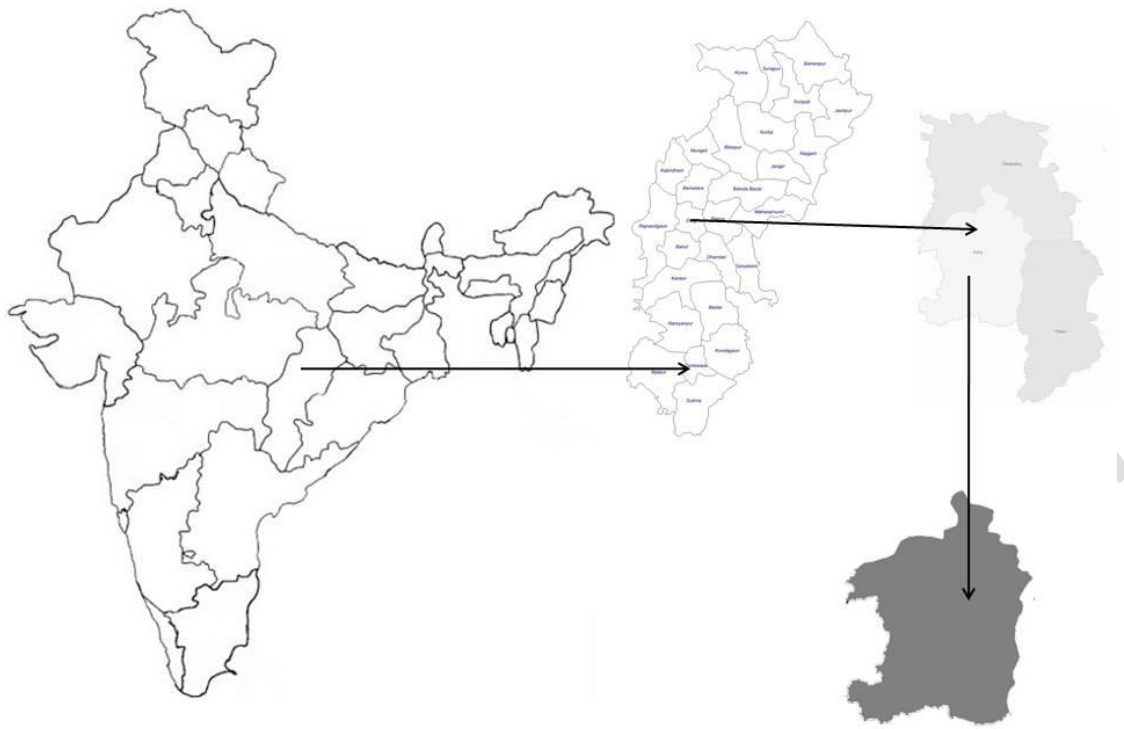 Korea
Surajpur
Balrampur
Surguja
Jashpur
Korba
Mungeli
Bilaspur
Raigarh
Janjgir
Kabirdham
Bemetara
Baloda Bazar
Mahasamund
Rajnandgaon
Balod
Dhamtari
Gariyaband
Kanker
Bastar
Narayanpur
Kondagaon
Bijapur
Sukma
Patan